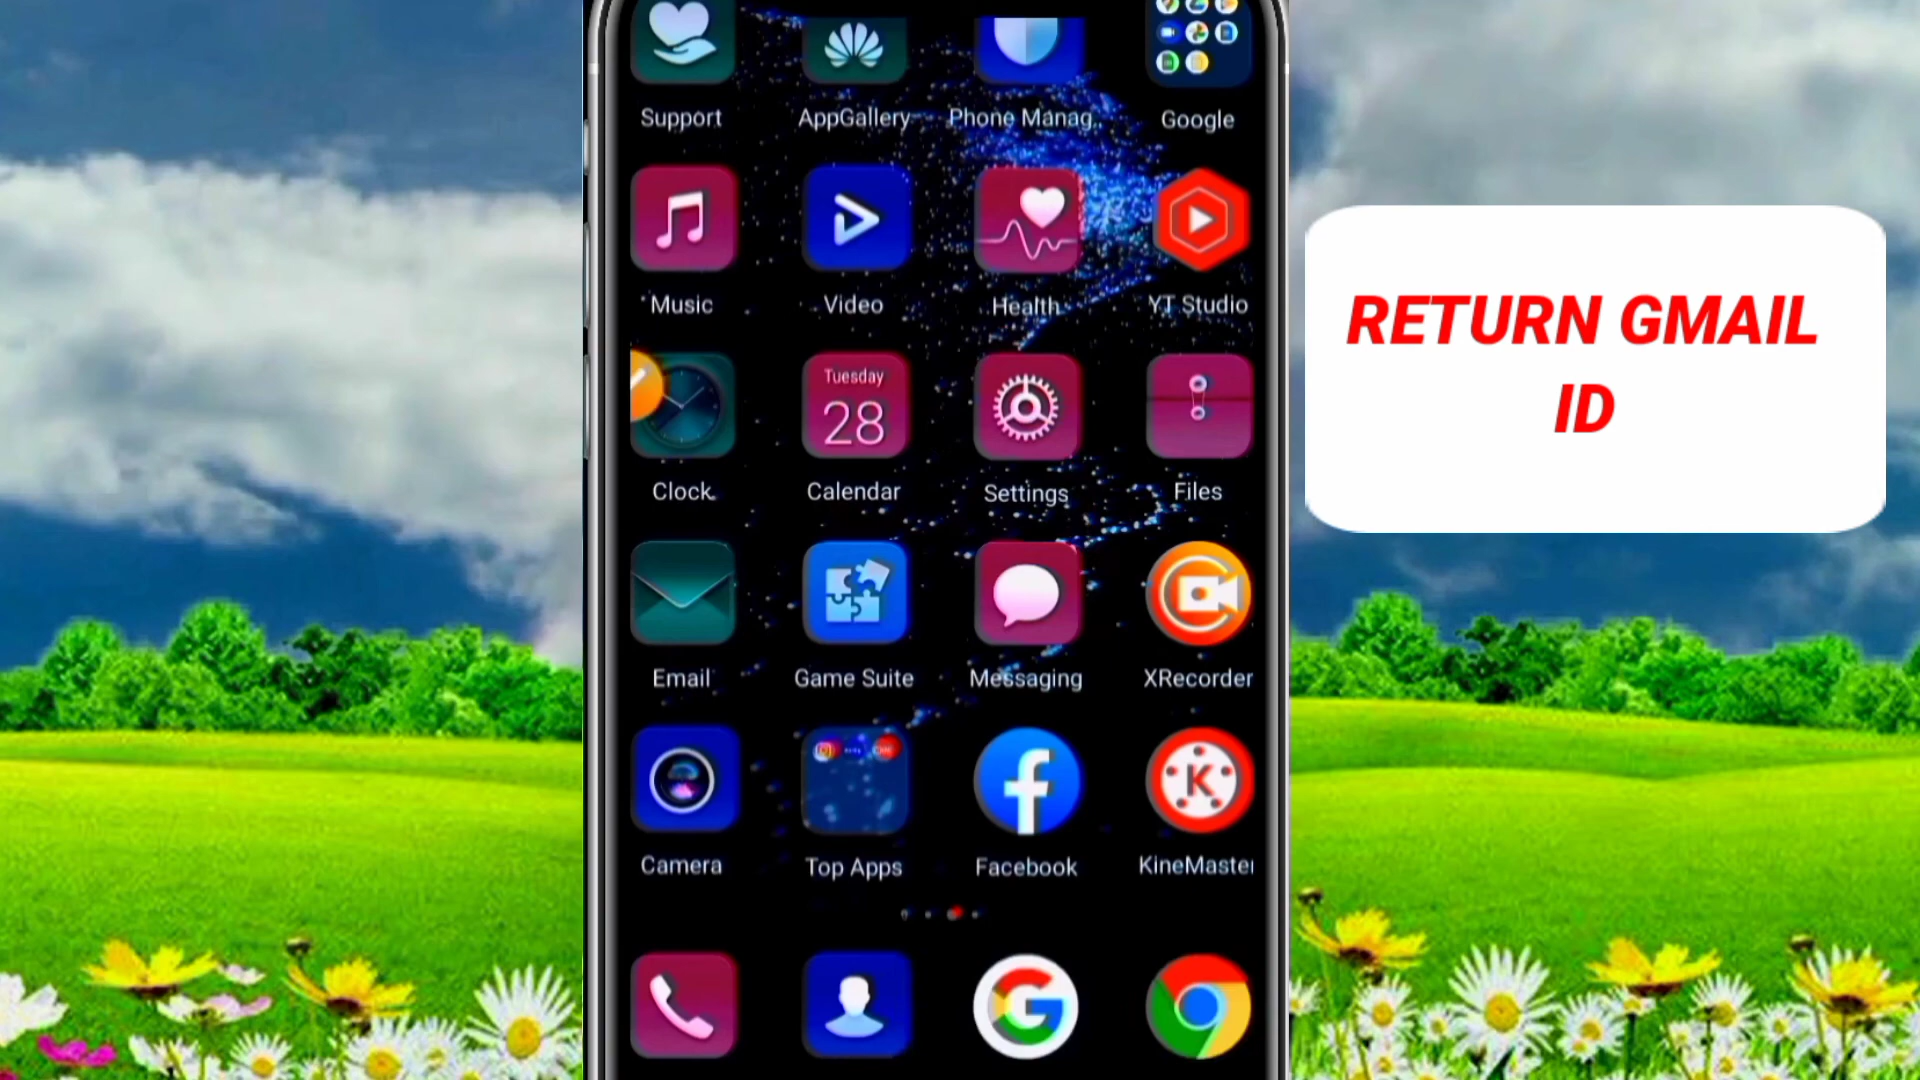 Support AppGallery Phone Manag.. Google
Music Video Health YT Studio
RETURN GMAIL
ID
Tuesday
28
Clock Calendar Settings Files
Email Game Suite Messaging XRecorder
Camera Top Apps Facebook KineMaster